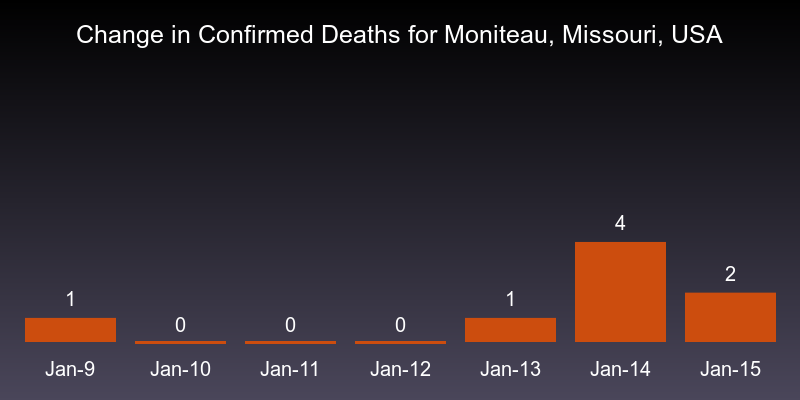 Change in Confirmed Deaths for Moniteau, Missouri, USA
1 0 0 0 1 4 2
Jan-9 Jan-10 Jan-11 Jan-12 Jan-13 Jan-14 Jan-15